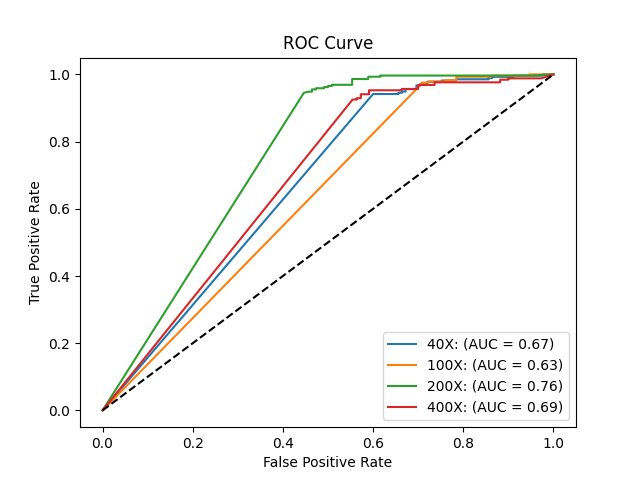 ROC Curve
True Positive Rate
1.0
0.8
0.6
0.4
0.2
0.0
0.0 0.2 0.4 0.6 0.8 1.0
False Positive Rate
40X: (AUC = 0.67)
100X: (AUC = 0.63)
200X: (AUC = 0.76)
400X: (AUC = 0.69)